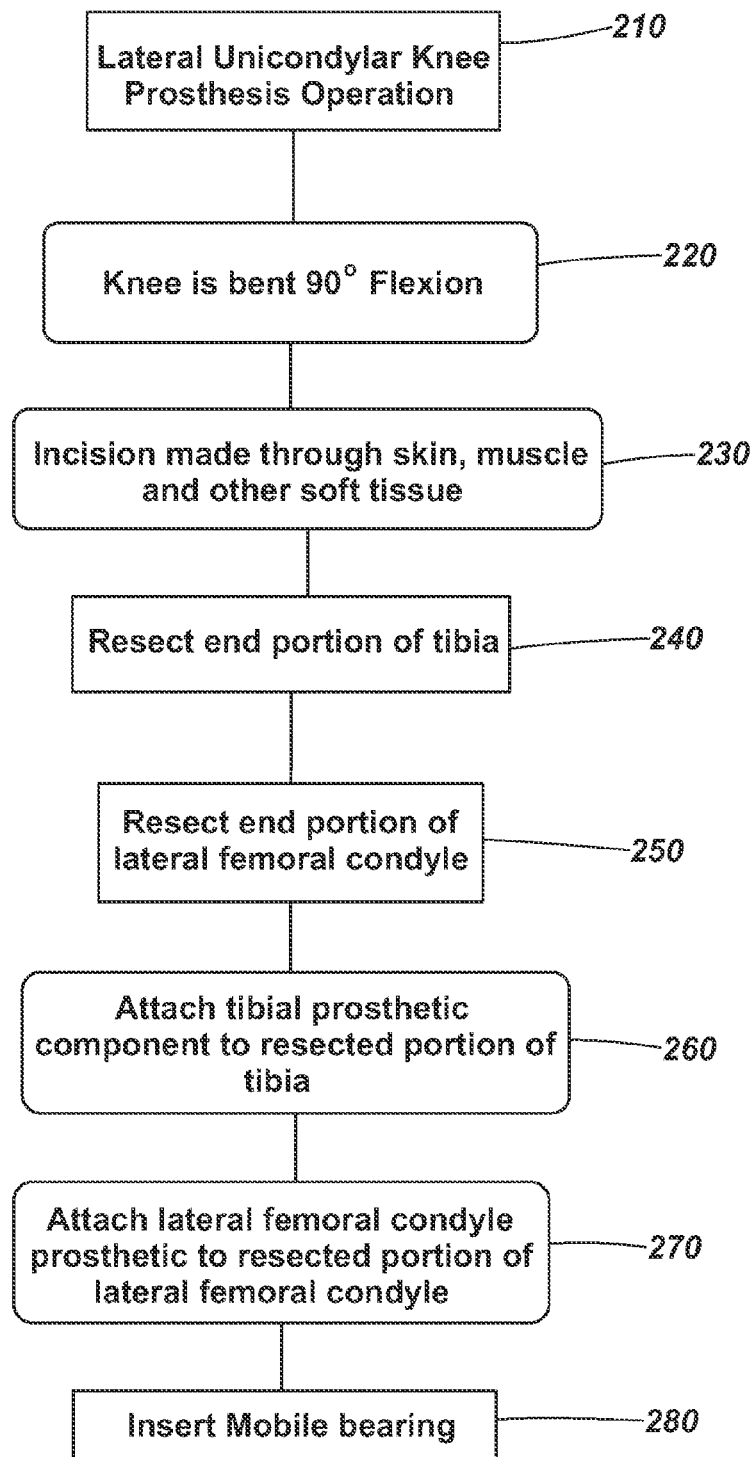 210
Lateral Unicondylar Knee
Prosthesis Operation
220
Knee is bent 90° Flexion
230
Incision made through skin, muscle
and other soft tissue
240
Resect end portion of tibia
250
Resect end portion of
lateral femoral condyle
260
Attach tibial prosthetic
component to resected portion of
tibia
270
Attach lateral femoral condyle
prosthetic to resected portion of
lateral femoral condyle
280
Insert Mobile bearing